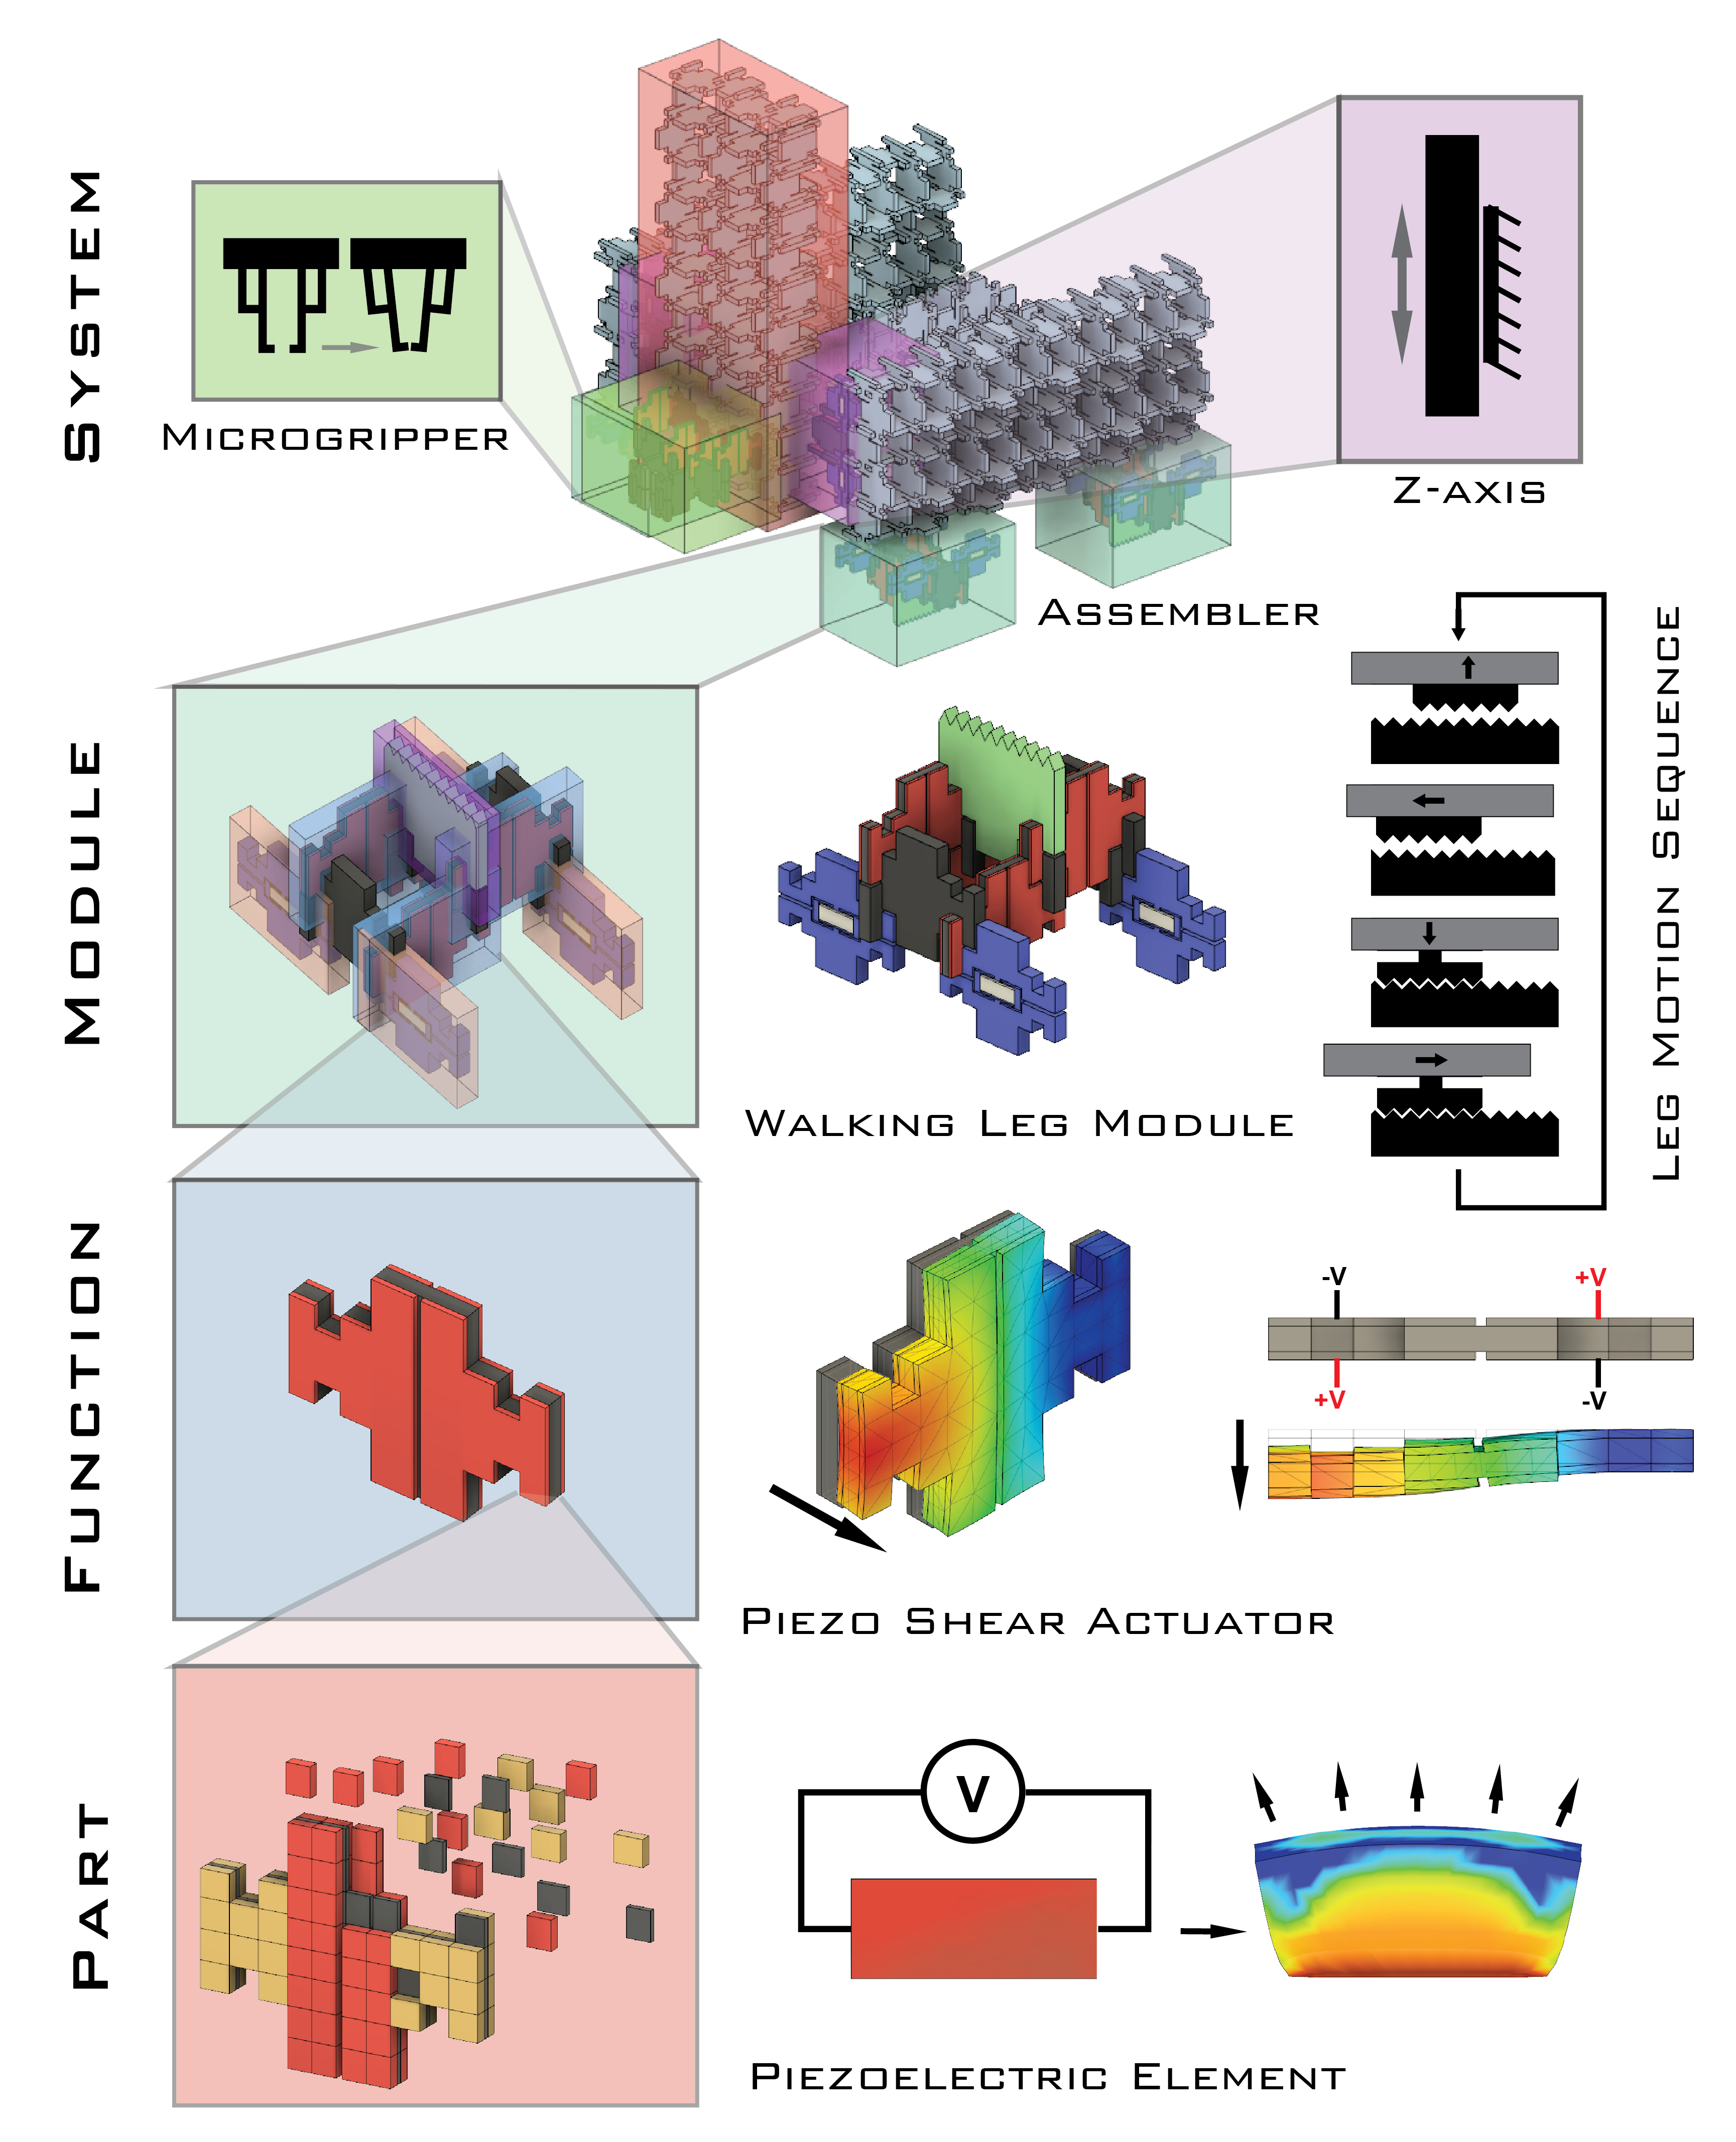 SYSTEM
MICROGRIPPER
Z-AXIS
ASSEMBLER
MODULE
WALKING LEG MODULE
LEG MOTION SEQUENCE
FUNCTION
-V
+V
+V
-V
PIEZO SHEAR ACTUATOR
PART
V
PIEZOELECTRIC ELEMENT